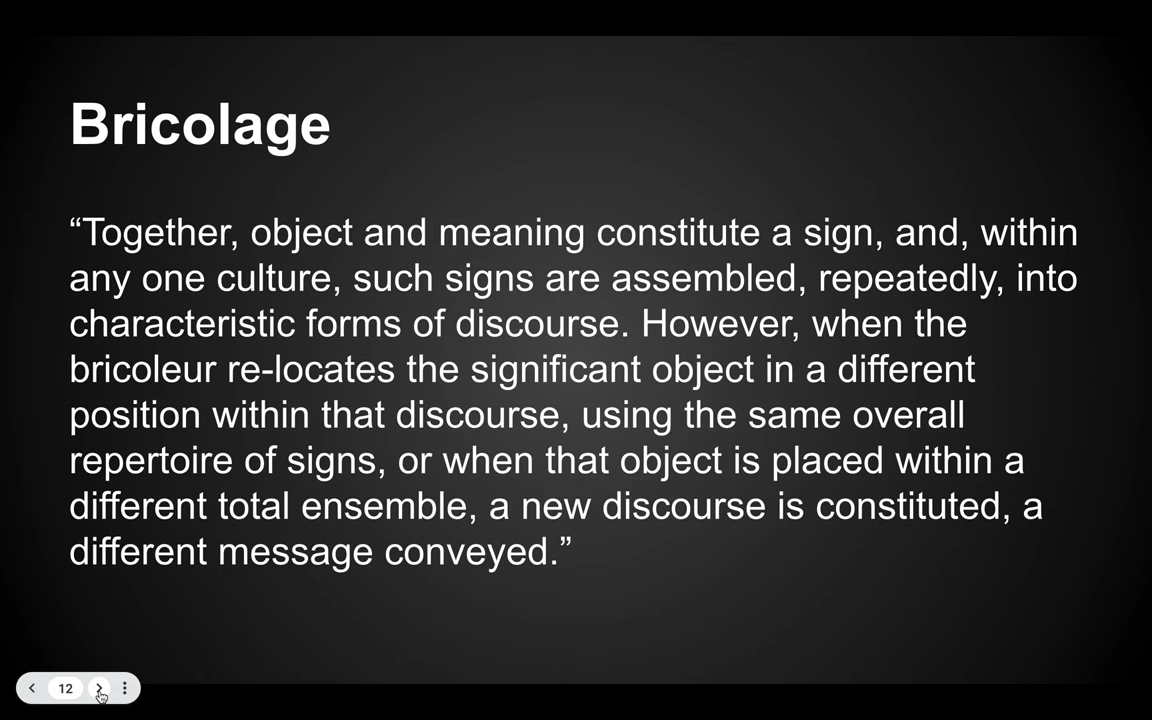 Bricolage
“Together, object and meaning constitute a sign, and, within
any one culture, such signs are assembled, repeatedly, into
characteristic forms of discourse. However, when the
bricoleur re-locates the significant object in a different
position within that discourse, using the same overall
repertoire of signs, or when that object is placed within a
different total ensemble, a new discourse is constituted, a
different message conveyed.”
12